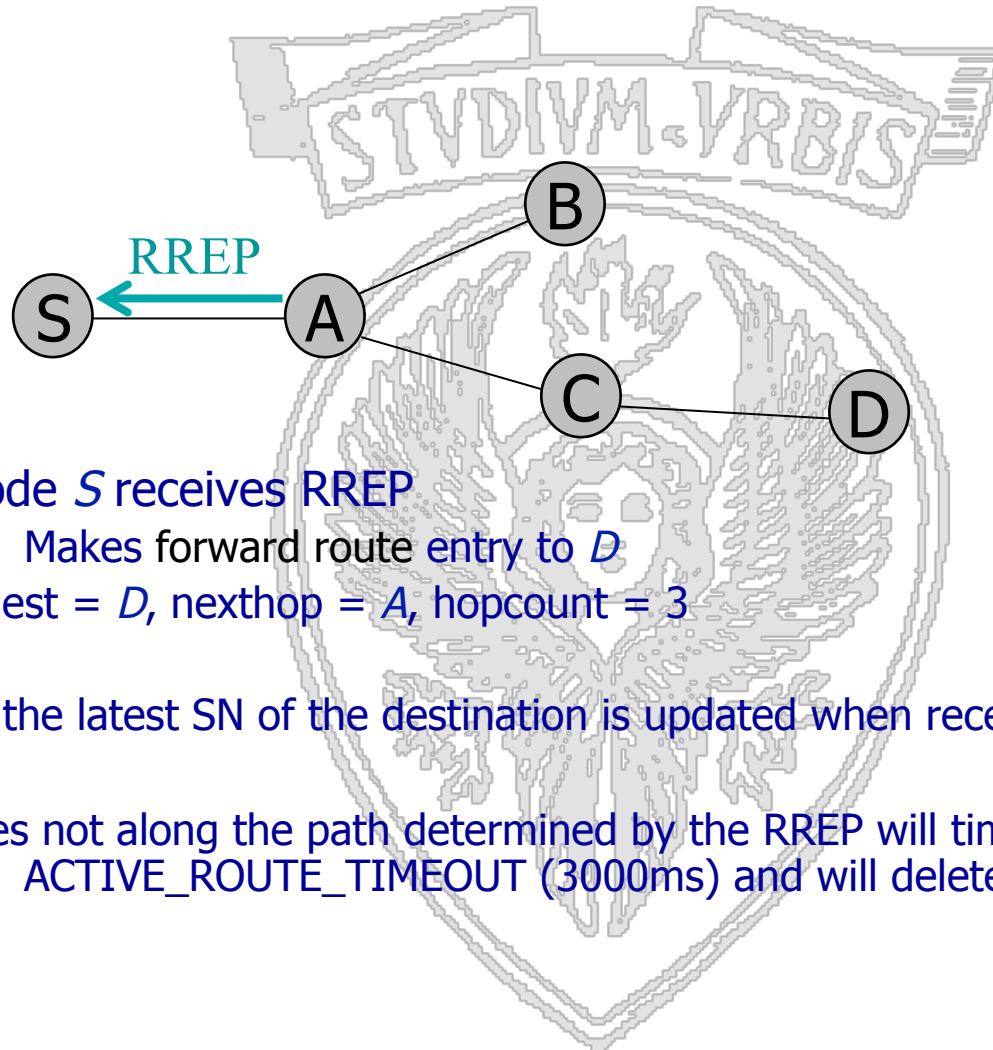 STVDIVM VRBIS
B
RREP
S
A
C
D
ode S receives RREP
Makes forward route entry to D
est = D, nexthop = A, hopcount = 3
the latest SN of the destination is updated when rece
es not along the path determined by the RREP will tim
ACTIVE_ROUTE_TIMEOUT (3000ms) and will delete